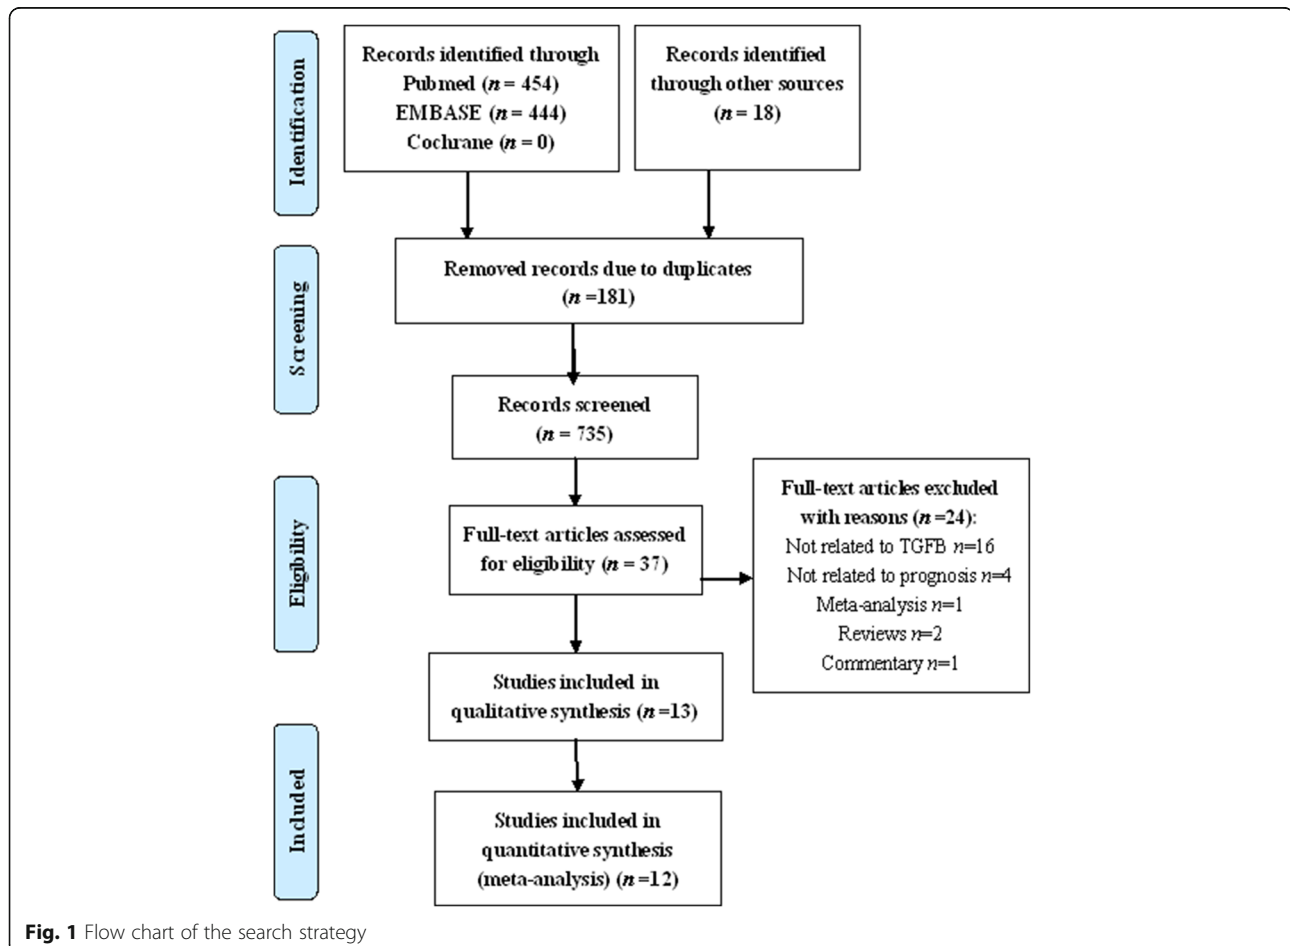 Identification
Records identified through
Pubmed (n = 454)
EMBASE (n = 444)
Cochrane (n = 0)
Records identified
through other sources
(n = 18)
Screening
Removed records due to duplicates
(n =181)
Records screened
(n = 735)
Eligibility
Full-text articles assessed
for eligibility (n = 37)
Full-text articles excluded
with reasons (n =24):
Not related to TGFB n=16
Not related to prognosis n=4
Meta-analysis n=1
Reviews n=2
Commentary n=1
Studies included in
qualitative synthesis (n =13)
Included
Studies included in
quantitative synthesis
(meta-analysis) (n =12)
Fig. 1 Flow chart of the search strategy